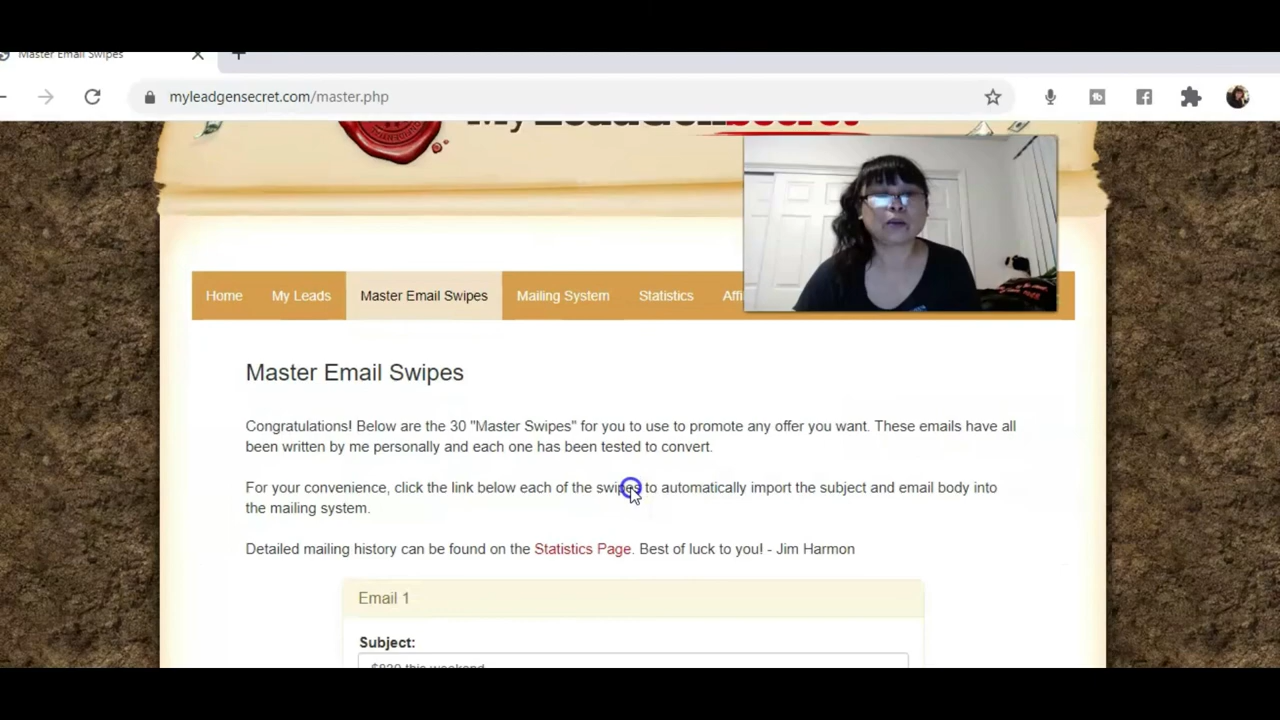 Master Email Swipes
myleadgensecret.com/master.php
MyLeadGenSecret
Home
My Leads
Master Email Swipes
Mailing System
Statistics
Affi
Master Email Swipes
Congratulations! Below are the 30 "Master Swipes" for you to use to promote any offer you want. These emails have all
been written by me personally and each one has been tested to convert.
For your convenience, click the link below each of the swipes to automatically import the subject and email body into
the mailing system.
Detailed mailing history can be found on the Statistics Page. Best of luck to you! - Jim Harmon
Email 1
Subject:
this weekend